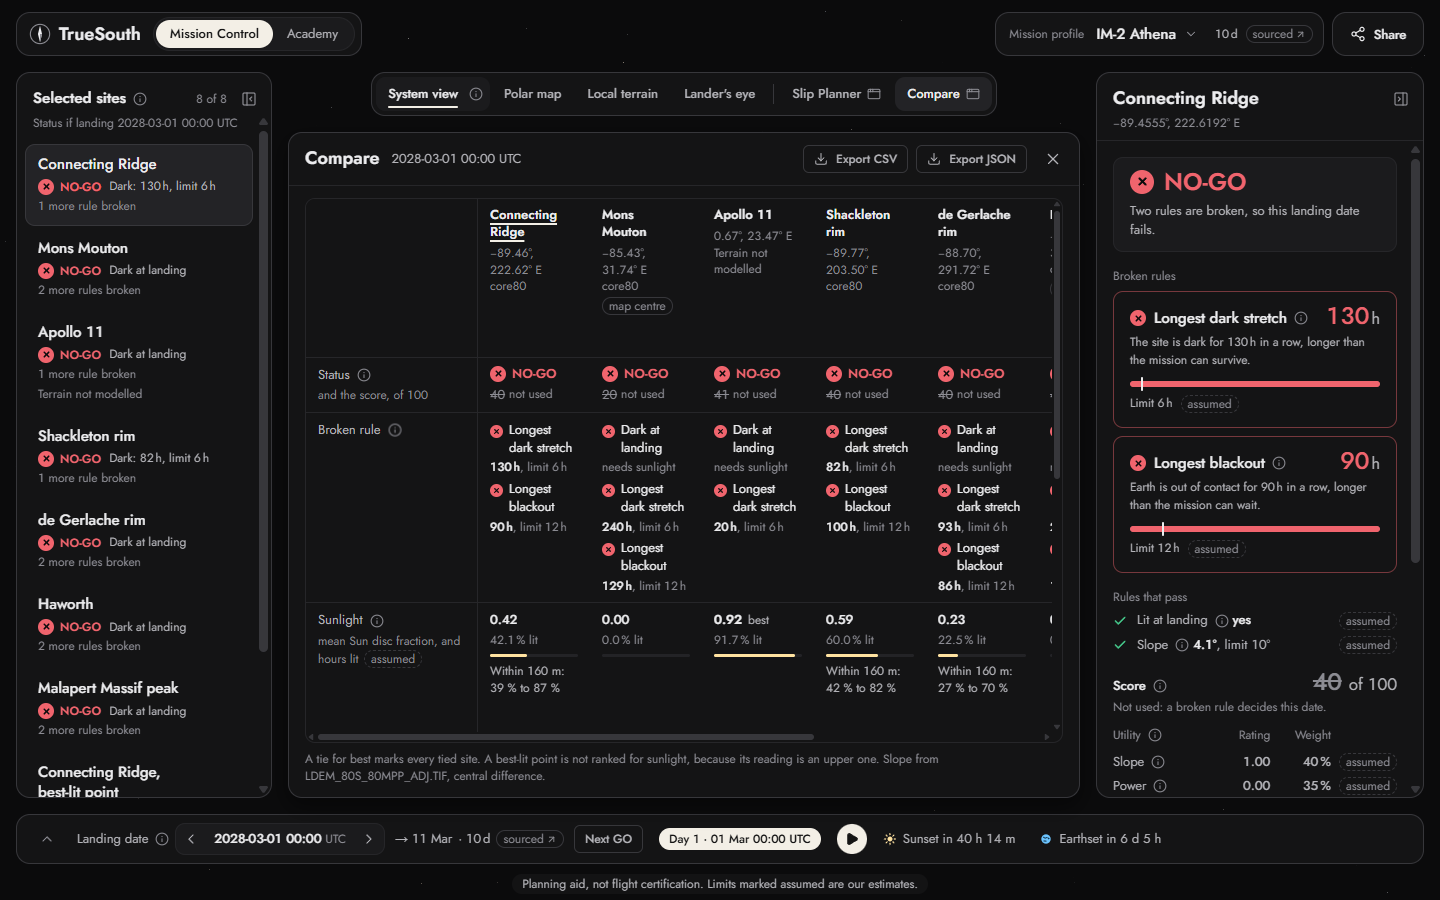 TrueSouth
Mission Control
Academy
Mission profile IM-2 Athena 10 d sourced ↗
Share
Selected sites 8 of 8
Status if landing 2028-03-01 00:00 UTC
Connecting Ridge
NO-GO Dark: 130 h, limit 6 h
1 more rule broken
Mons Mouton
NO-GO Dark at landing
2 more rules broken
Apollo 11
NO-GO Dark at landing
1 more rule broken
Terrain not modelled
Shackleton rim
NO-GO Dark: 82 h, limit 6 h
1 more rule broken
de Gerlache rim
NO-GO Dark at landing
2 more rules broken
Haworth
NO-GO Dark at landing
2 more rules broken
Malapert Massif peak
NO-GO Dark at landing
2 more rules broken
Connecting Ridge,
best-lit point
System view Polar map Local terrain Lander's eye Slip Planner Compare
Compare 2028-03-01 00:00 UTC Export CSV Export JSON
Connecting Ridge
−89.46°, 222.62° E
core80
Mons Mouton
−85.43°, 31.74° E
core80
map centre
Apollo 11
0.67°, 23.47° E
Terrain not modelled
Shackleton rim
−89.77°, 203.50° E
core80
de Gerlache rim
−88.70°, 291.72° E
core80
Status
and the score, of 100
NO-GO NO-GO NO-GO NO-GO NO-GO
40 not used 20 not used 41 not used 40 not used 40 not used
Broken rule
Longest dark stretch
130 h, limit 6 h
Longest blackout
90 h, limit 12 h
Dark at landing
needs sunlight
Longest dark stretch
240 h, limit 6 h
Longest blackout
129 h, limit 12 h
Dark at landing
needs sunlight
Longest dark stretch
20 h, limit 6 h
Longest dark stretch
82 h, limit 6 h
Longest blackout
100 h, limit 12 h
Dark at landing
needs sunlight
Longest dark stretch
93 h, limit 6 h
Longest blackout
86 h, limit 12 h
Sunlight
mean Sun disc fraction, and
hours lit assumed
0.42 0.00 0.92 best 0.59 0.23
42.1 % lit 0.0 % lit 91.7 % lit 60.0 % lit 22.5 % lit
Within 160 m: Within 160 m: Within 160 m:
39 % to 87 % 42 % to 82 % 27 % to 70 %
A tie for best marks every tied site. A best-lit point is not ranked for sunlight, because its reading is an upper one. Slope from
LDEM_80S_80MPP_ADJ.TIF, central difference.
Connecting Ridge
−89.4555°, 222.6192° E
NO-GO
Two rules are broken, so this landing date
fails.
Broken rules
Longest dark stretch 130 h
The site is dark for 130 h in a row, longer than
the mission can survive.
Limit 6 h assumed
Longest blackout 90 h
Earth is out of contact for 90 h in a row, longer
than the mission can wait.
Limit 12 h assumed
Rules that pass
Lit at landing yes assumed
Slope 4.1°, limit 10° assumed
Score 40 of 100
Not used: a broken rule decides this date.
Utility Rating Weight
Slope 1.00 40 % assumed
Power 0.00 35 % assumed
Landing date 2028-03-01 00:00 UTC → 11 Mar · 10 d sourced ↗ Next GO Day 1 · 01 Mar 00:00 UTC Sunset in 40 h 14 m Earthset in 6 d 5 h
Planning aid, not flight certification. Limits marked assumed are our estimates.